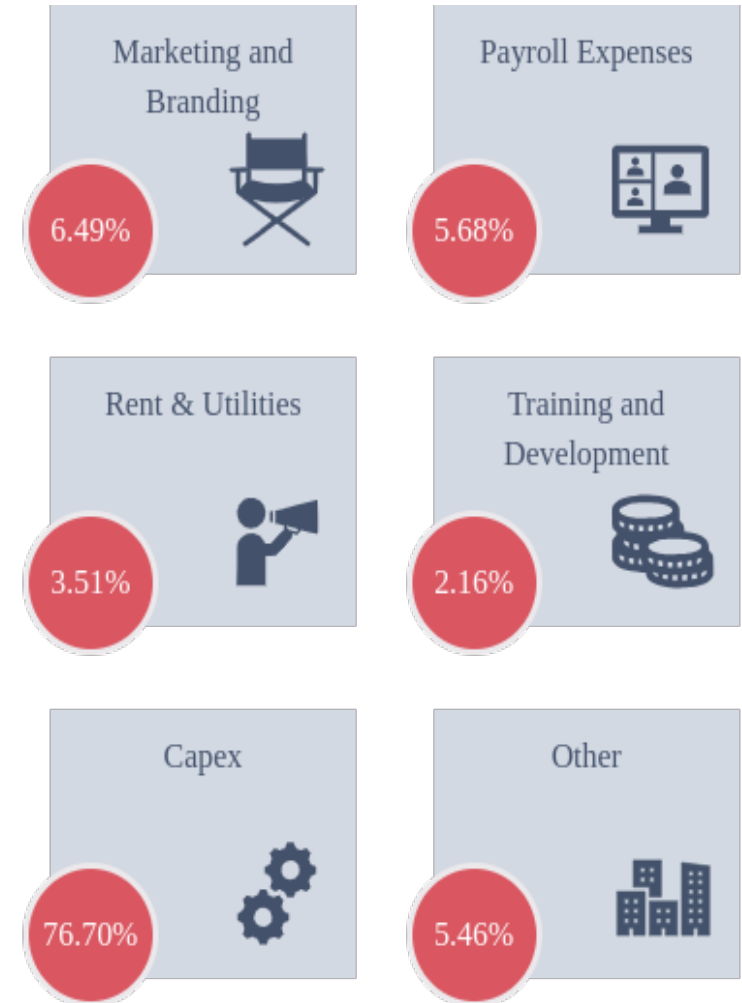 Marketing and
Branding
6.49%
Payroll Expenses
5.68%
Rent & Utilities
3.51%
Training and
Development
2.16%
Capex
76.70%
Other
5.46%